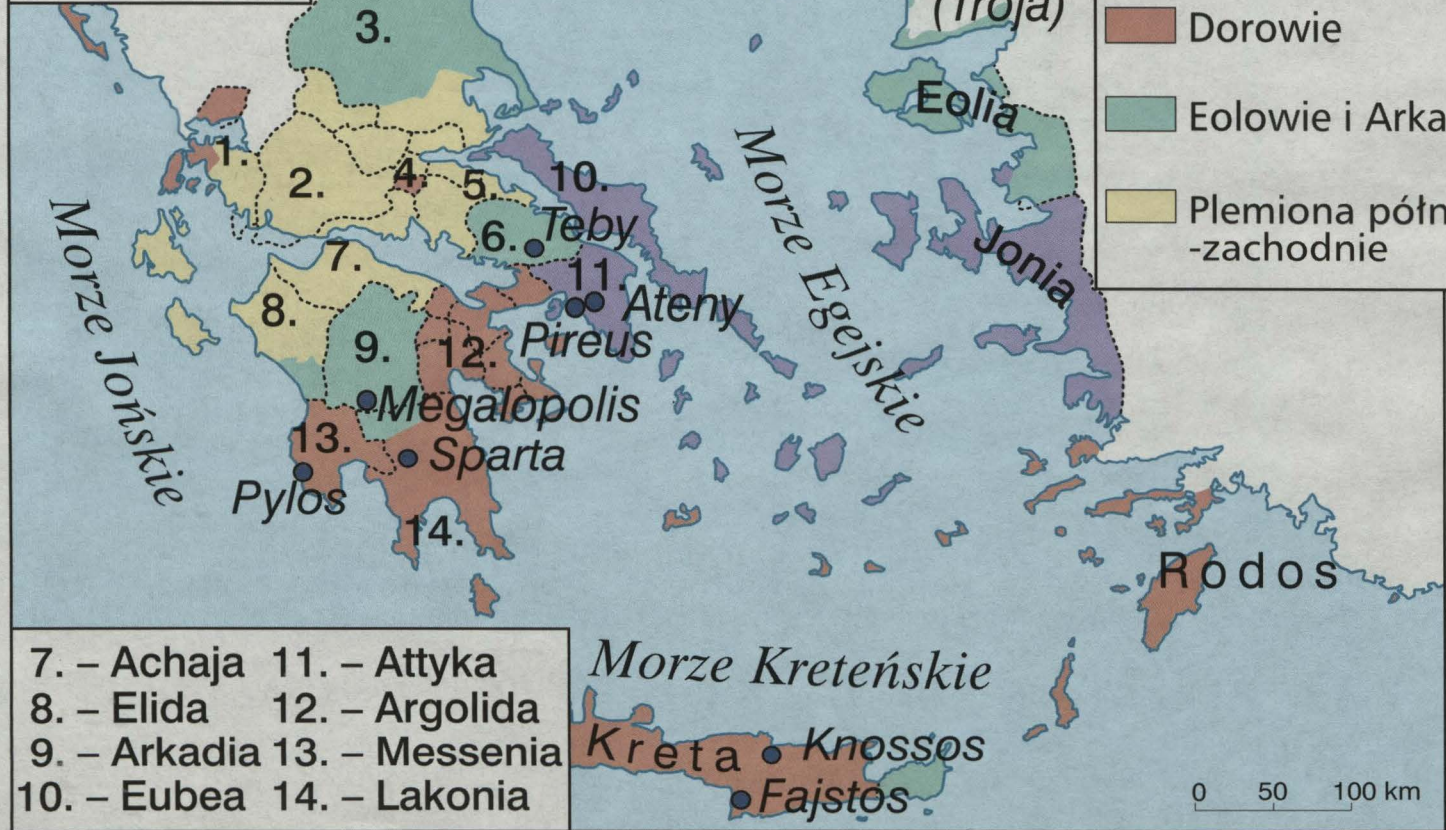 (Troja)
Dorowie
Eolowie i Arka
Plemiona półn
-zachodnie
3.
Eolia
1.
2.
4.
5.
10.
Teby
6.
7.
11.
Jonia
8.
Ateny
Pireus
9.
12.
Megalopolis
13.
Sparta
Pylos
14.
Morze Jońskie
Morze Egejskie
Rodos
Morze Kreteńskie
Kreta
Knossos
Fajstos
7. – Achaja 11. – Attyka
8. – Elida 12. – Argolida
9. – Arkadia 13. – Messenia
10. – Eubea 14. – Lakonia
0 50 100 km